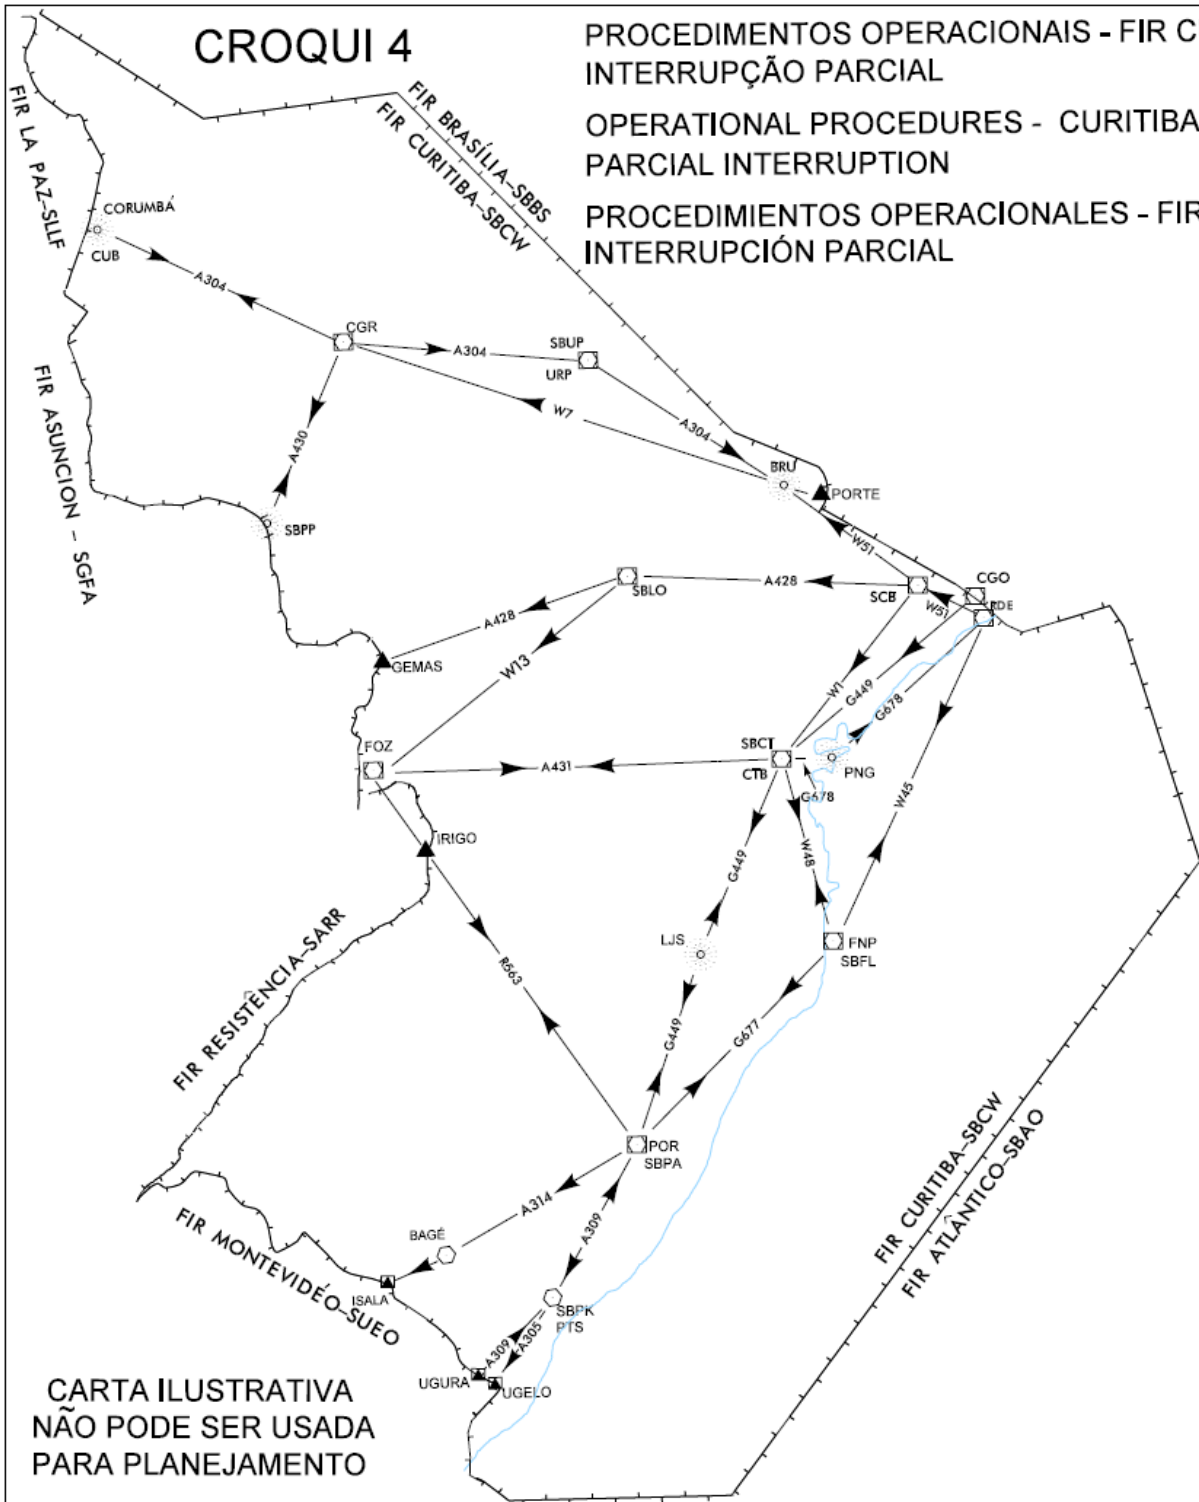 CROQUI 4
PROCEDIMENTOS OPERACIONAIS - FIR C
INTERRUPÇÃO PARCIAL
OPERATIONAL PROCEDURES - CURITIBA
PARCIAL INTERRUPTION
PROCEDIMIENTOS OPERACIONALES - FIR
INTERRUPCIÓN PARCIAL
FIR BRASÍLIA-SBBS
FIR CURITIBA-SBCW
FIR LA PAZ-SLLF
CORUMBÁ
CUB
A304
CGR
A304
SBUP
URP
W7
A304
FIR ASUNCION - SGFA
A430
BRU
PORTE
SBPP
W51
SBLO
A428
SCB
CGO
W51
RDE
A428
GEMAS
W13
W1
G449
G678
FOZ
A431
SBCT
CTB
PNG
G678
W45
IRIGO
G449
W48
LJS
FNP
SBFL
R563
FIR RESISTÊNCIA-SARR
G449
G677
POR
SBPA
FIR CURITIBA-SBCW
FIR ATLÂNTICO-SBAO
A314
BAGÉ
A309
FIR MONTEVIDÉO-SUEO
ISALA
SBPK
PTS
A309
A305
UGURA
UGELO
CARTA ILUSTRATIVA
NÃO PODE SER USADA
PARA PLANEJAMENTO